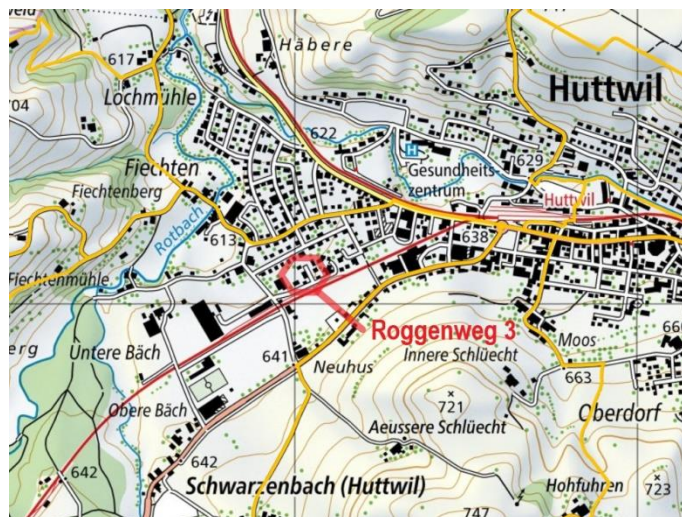 617
Häbere
Huttwil
04
Lochmühle
622
Fiechten
H
Gesundheits-
zentrum
629
Fiechtenberg
Huttwil
Rotbach
613
638
Fiechtenmühle
Roggenweg 3
erg
Untere Bäch
Innere Schlüecht
Moos
660
641
Neuhus
663
Obere Bäch
721
Oberdorf
Aeussere Schlüecht
642
642
Schwarzenbach (Huttwil)
Hohfuhren
723
747